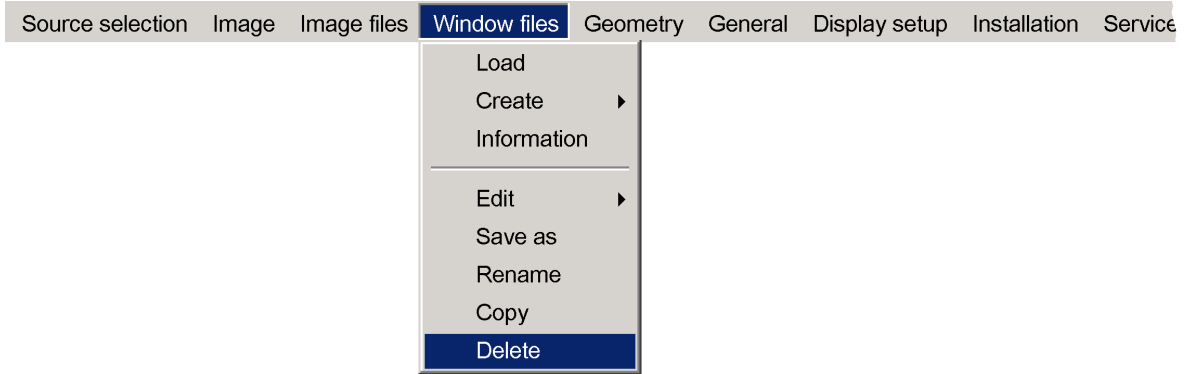 Source selection Image Image files Window files Geometry General Display setup Installation Service
Load
Create
Information
Edit
Save as
Rename
Copy
Delete